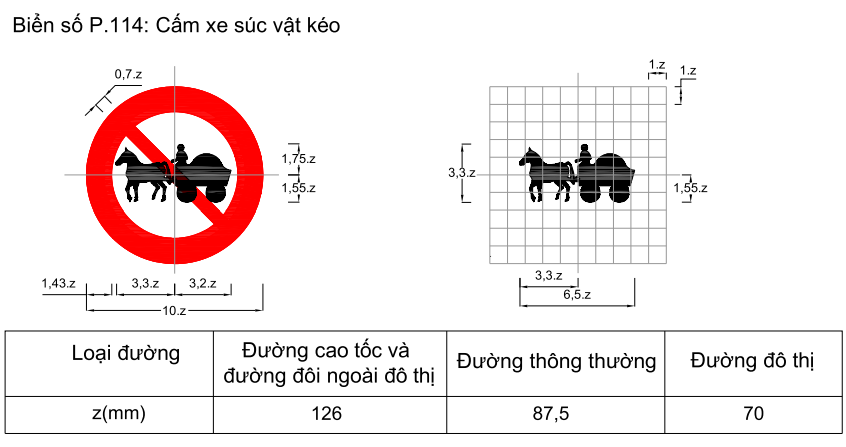 Biển số P.114: Cấm xe súc vật kéo
0,7.z
1,75.z
1,55.z
1,43.z
3,3.z
3,2.z
10.z
1.z
1.z
3,3.z
1,55.z
3,3.z
6,5.z
Loại đường
Đường cao tốc và
đường đôi ngoài đô thị
Đường thông thường
Đường đô thị
z(mm)
126
87,5
70